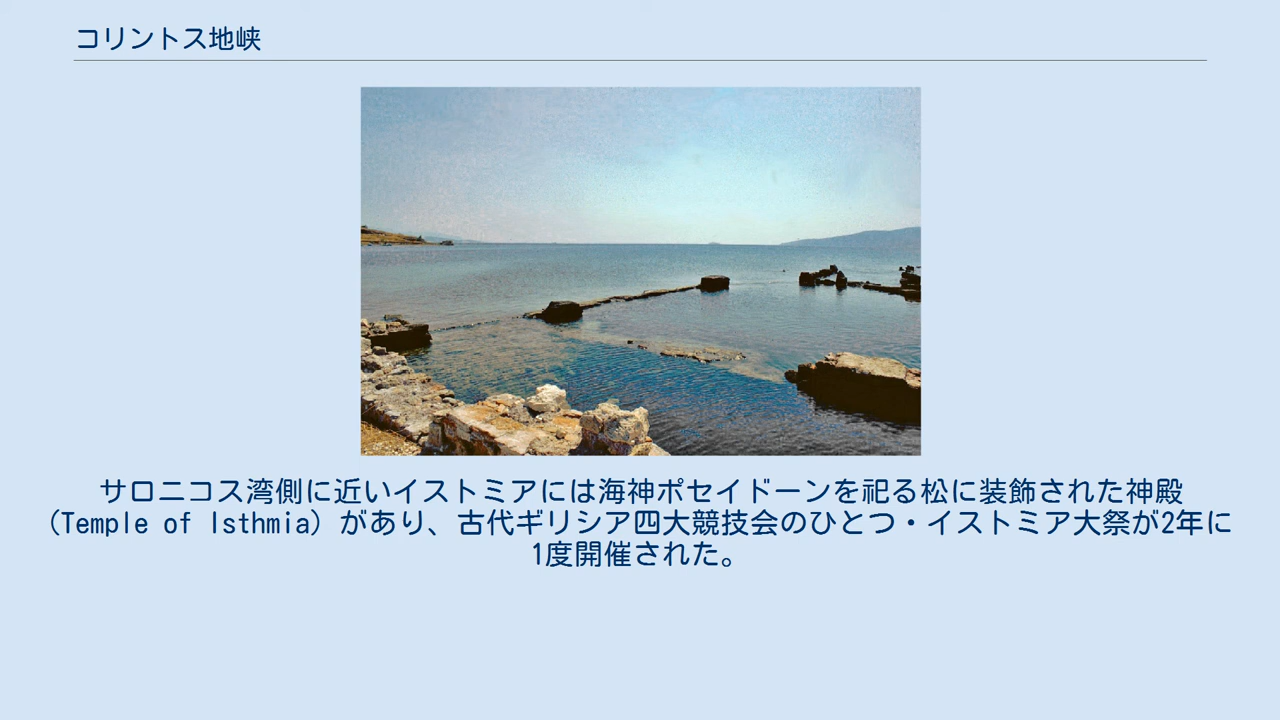 コリントス地峡
サロニコス湾側に近いイストミアには海神ポセイドーンを祀る松に装飾された神殿
（Temple of Isthmia）があり、古代ギリシア四大競技会のひとつ・イストミア大祭が2年に
1度開催された。